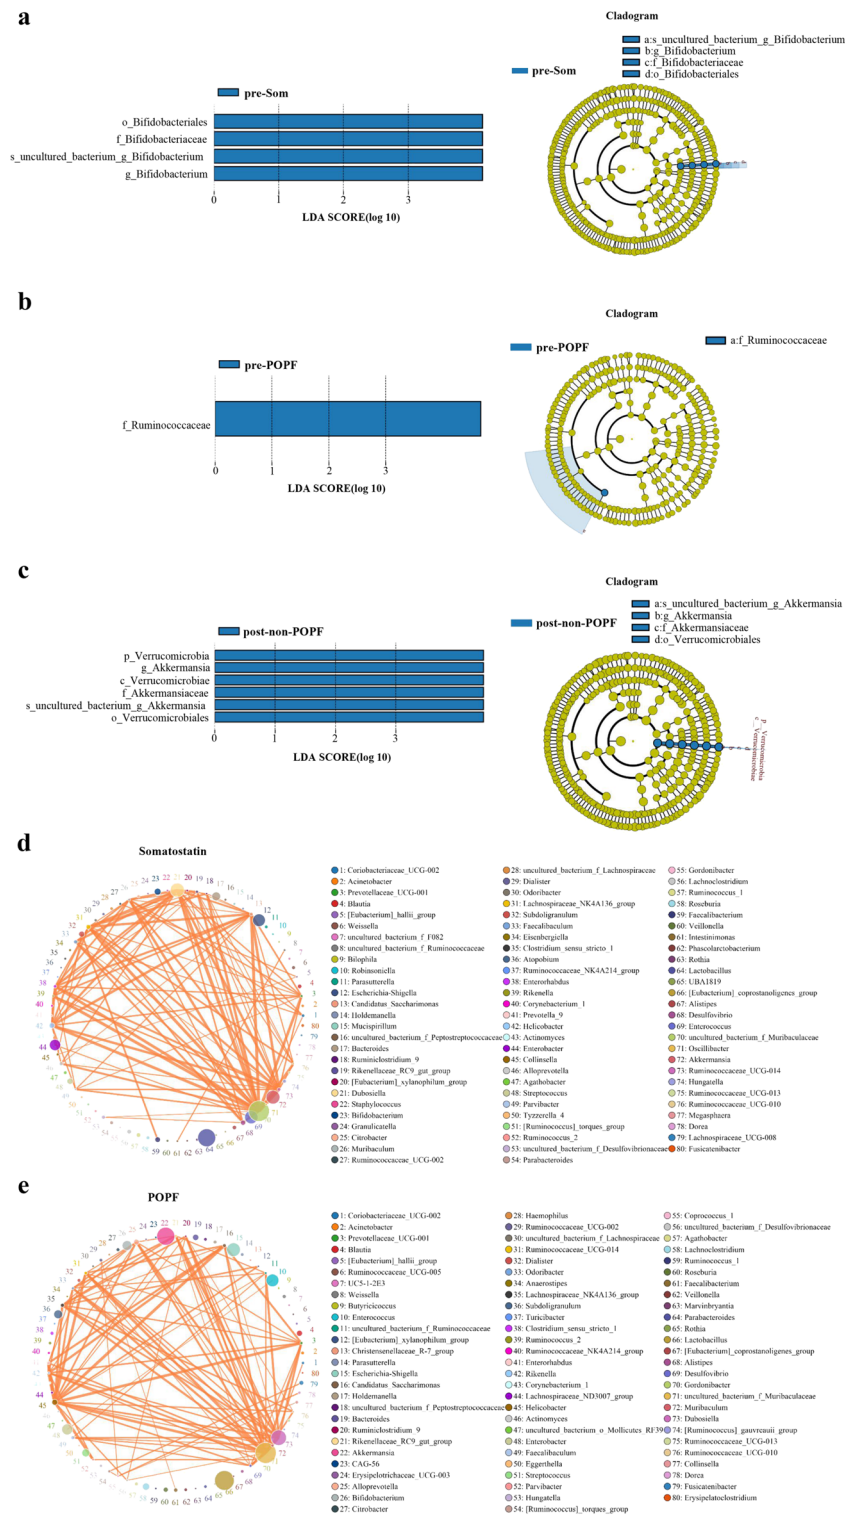 a
Cladogram
pre-Som
a:s_uncultured_bacterium_g_Bifidobacterium
b:g_Bifidobacterium
c:f_Bifidobacteriaceae
d:o_Bifidobacteriales
pre-Som
o_Bifidobacteriales
f_Bifidobacteriaceae
s_uncultured_bacterium_g_Bifidobacterium
g_Bifidobacterium
0 1 2 3
LDA SCORE(log 10)
b
Cladogram
pre-POPF
a:f_Ruminococcaceae
pre-POPF
f_Ruminococcaceae
0 1 2 3
LDA SCORE(log 10)
c
Cladogram
post-non-POPF
a:s_uncultured_bacterium_g_Akkermansia
b:g_Akkermansia
c:f_Akkermansiaceae
d:o_Verrucomicrobiales
post-non-POPF
p_Verrucomicrobia
g_Akkermansia
c_Verrucomicrobiae
f_Akkermansiaceae
s_uncultured_bacterium_g_Akkermansia
o_Verrucomicrobiales
0 1 2 3
LDA SCORE(log 10)
p__Verrucomicrobia
c__Verrucomicrobiae
d
Somatostatin
1: Coriobacteriaceae_UCG-002
2: Acinetobacter
3: Prevotellaceae_UCG-001
4: Blautia
5: [Eubacterium]_hallii_group
6: Weissella
7: uncultured_bacterium_f_F082
8: uncultured_bacterium_f_Ruminococcaceae
9: Bilophila
10: Robinsoniella
11: Parasutterella
12: Escherichia-Shigella
13: Candidatus_Saccharimonas
14: Holdemanella
15: Mucispirillum
16: uncultured_bacterium_f_Peptostreptococcaceae
17: Bacteroides
18: Ruminiclostridium_9
19: Rikenellaceae_RC9_gut_group
20: [Eubacterium]_xylanophilum_group
21: Dubosiella
22: Staphylococcus
23: Bifidobacterium
24: Granulicatella
25: Citrobacter
26: Muribaculum
27: Ruminococcaceae_UCG-002
28: uncultured_bacterium_f_Lachnospiraceae
29: Dialister
30: Odoribacter
31: Lachnospiraceae_NK4A136_group
32: Subdoligranulum
33: Faecalibaculum
34: Eisenbergiella
35: Clostridium_sensu_stricto_1
36: Atopobium
37: Ruminococcaceae_NK4A214_group
38: Enterorhabdus
39: Rikenella
40: Corynebacterium_1
41: Prevotella_9
42: Helicobacter
43: Actinomyces
44: Enterobacter
45: Collinsella
46: Alloprevotella
47: Agathobacter
48: Streptococcus
49: Parvibacter
50: Tyzzerella_4
51: [Ruminococcus]_torques_group
52: Ruminococcus_2
53: uncultured_bacterium_f_Desulfovibrionaceae
54: Parabacteroides
55: Gordonibacter
56: Lachnoclostridium
57: Ruminococcus_1
58: Roseburia
59: Faecalibacterium
60: Veillonella
61: Intestinimonas
62: Phascolarctobacterium
63: Rothia
64: Lactobacillus
65: UBA1819
66: [Eubacterium]_coprostanoligenes_group
67: Alistipes
68: Desulfovibrio
69: Enterococcus
70: uncultured_bacterium_f_Muribaculaceae
71: Oscillibacter
72: Akkermansia
73: Ruminococcaceae_UCG-014
74: Hungatella
75: Ruminococcaceae_UCG-013
76: Ruminococcaceae_UCG-010
77: Megasphaera
78: Dorea
79: Lachnospiraceae_UCG-008
80: Fusicatenibacter
e
POPF
1: Coriobacteriaceae_UCG-002
2: Acinetobacter
3: Prevotellaceae_UCG-001
4: Blautia
5: [Eubacterium]_hallii_group
6: Ruminococcaceae_UCG-005
7: UC5-1-2E3
8: Weissella
9: Butyricicoccus
10: Enterococcus
11: uncultured_bacterium_f_Ruminococcaceae
12: [Eubacterium]_xylanophilum_group
13: Christensenellaceae_R-7_group
14: Parasutterella
15: Escherichia-Shigella
16: Candidatus_Saccharimonas
17: Holdemanella
18: uncultured_bacterium_f_Peptostreptococcaceae
19: Bacteroides
20: Ruminiclostridium_9
21: Rikenellaceae_RC9_gut_group
22: Akkermansia
23: CAG-56
24: Erysipelotrichaceae_UCG-003
25: Alloprevotella
26: Bifidobacterium
27: Citrobacter
28: Haemophilus
29: Ruminococcaceae_UCG-002
30: uncultured_bacterium_f_Lachnospiraceae
31: Ruminococcaceae_UCG-014
32: Dialister
33: Odoribacter
34: Anaerostipes
35: Lachnospiraceae_NK4A136_group
36: Subdoligranulum
37: Turicibacter
38: Clostridium_sensu_stricto_1
39: Ruminococcus_2
40: Ruminococcaceae_NK4A214_group
41: Enterorhabdus
42: Rikenella
43: Corynebacterium_1
44: Lachnospiraceae_ND3007_group
45: Helicobacter
46: Actinomyces
47: uncultured_bacterium_o_Mollicutes_RF39
48: Enterobacter
49: Faecalibaculum
50: Eggerthella
51: Streptococcus
52: Parvibacter
53: Hungatella
54: [Ruminococcus]_torques_group
55: Coprococcus_1
56: uncultured_bacterium_f_Desulfovibrionaceae
57: Agathobacter
58: Lachnoclostridium
59: Ruminococcus_1
60: Roseburia
61: Faecalibacterium
62: Veillonella
63: Marvinbryantia
64: Parabacteroides
65: Rothia
66: Lactobacillus
67: [Eubacterium]_coprostanoligenes_group
68: Alistipes
69: Desulfovibrio
70: Gordonibacter
71: uncultured_bacterium_f_Muribaculaceae
72: Muribaculum
73: Dubosiella
74: [Ruminococcus]_gauvreauii_group
75: Ruminococcaceae_UCG-013
76: Ruminococcaceae_UCG-010
77: Collinsella
78: Dorea
79: Fusicatenibacter
80: Erysipelatoclostridium